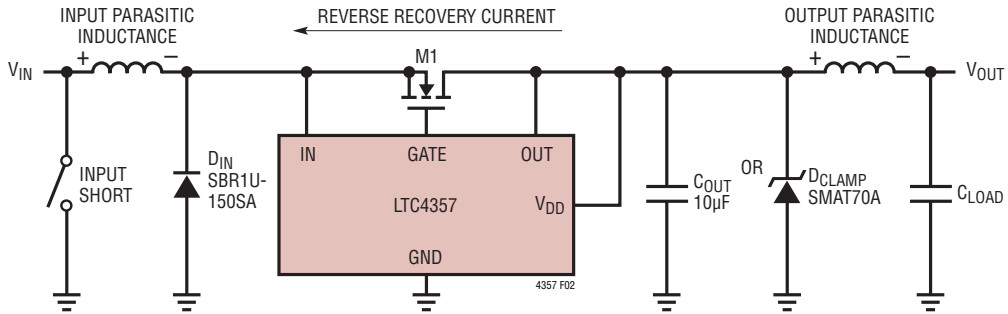 INPUT PARASITIC
INDUCTANCE
REVERSE RECOVERY CURRENT
OUTPUT PARASITIC
INDUCTANCE
+ –
M1
+ –
VIN
VOUT
INPUT
SHORT
DIN
SBR1U-
150SA
IN GATE OUT
LTC4357
VDD
GND
COUT
10µF
OR
DCLAMP
SMAT70A
CLOAD
4357 F02